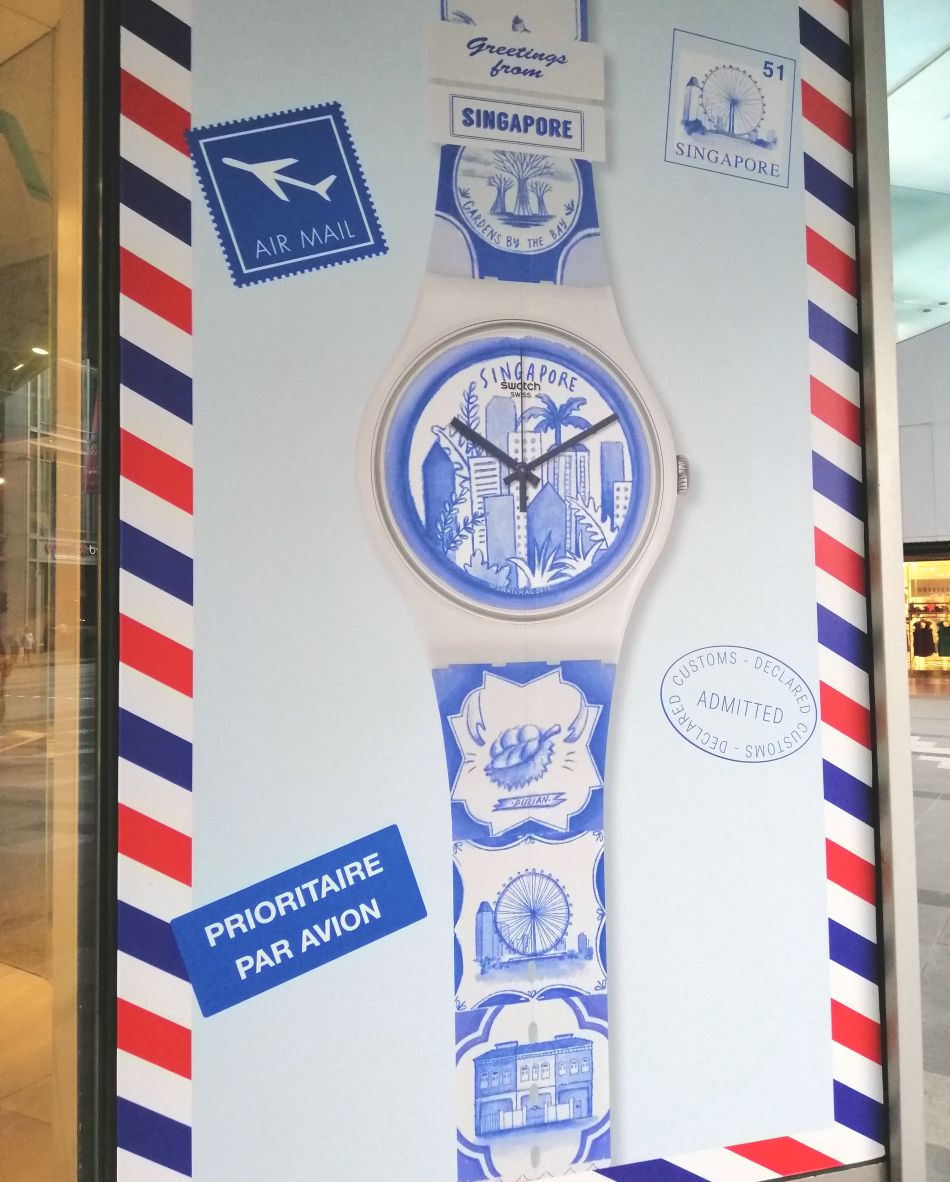 Greetings
from
SINGAPORE
51
SINGAPORE
AIR MAIL
GARDENS BY THE BAY
SINGAPORE
swatch
SWISS
CUSTOMS - DECLARED
ADMITTED
CUSTOMS - DECLARED
-DURIAN-
PRIORITAIRE
PAR AVION